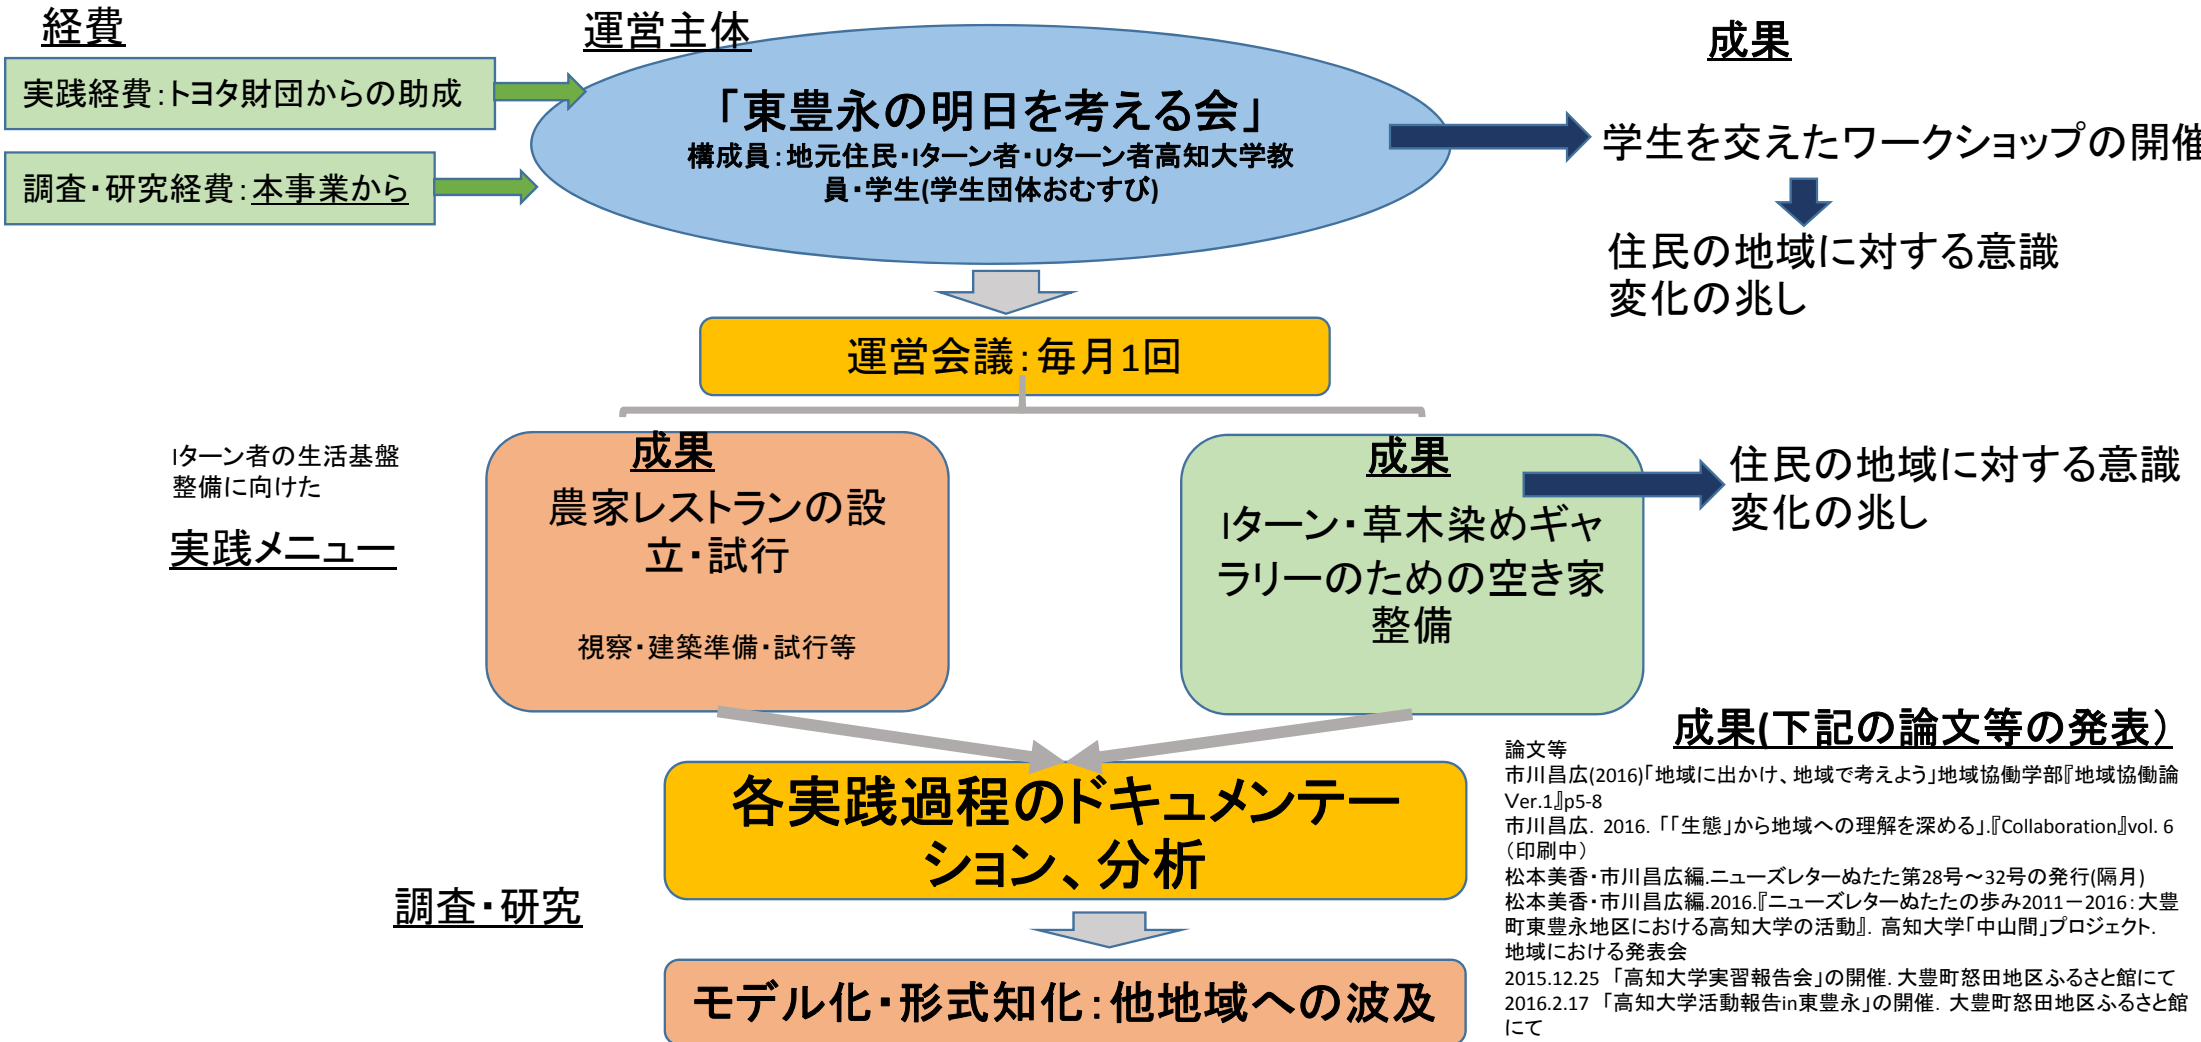 経費
実践経費：トヨタ財団からの助成
調査・研究経費：本事業から
運営主体
「東豊永の明日を考える会」
構成員：地元住民・Iターン者・Uターン者高知大学教
員・学生(学生団体おむすび)
成果
学生を交えたワークショップの開催
住民の地域に対する意識
変化の兆し
運営会議：毎月1回
Iターン者の生活基盤
整備に向けた
実践メニュー
成果
農家レストランの設
立・試行
視察・建築準備・試行等
成果
Iターン・草木染めギャ
ラリーのための空き家
整備
住民の地域に対する意識
変化の兆し
各実践過程のドキュメンテー
ション、分析
調査・研究
モデル化・形式知化：他地域への波及
成果(下記の論文等の発表）
論文等
市川昌広(2016)「地域に出かけ、地域で考えよう」地域協働学部『地域協働論
Ver.1』p5-8
市川昌広. 2016. 「「生態」から地域への理解を深める」.『Collaboration』vol. 6
（印刷中）
松本美香・市川昌広編.ニューズレターぬたた第28号～32号の発行(隔月)
松本美香・市川昌広編.2016.『ニューズレターぬたたの歩み2011－2016：大豊
町東豊永地区における高知大学の活動』. 高知大学「中山間」プロジェクト.
地域における発表会
2015.12.25 「高知大学実習報告会」の開催. 大豊町怒田地区ふるさと館にて
2016.2.17 「高知大学活動報告in東豊永」の開催. 大豊町怒田地区ふるさと館
にて